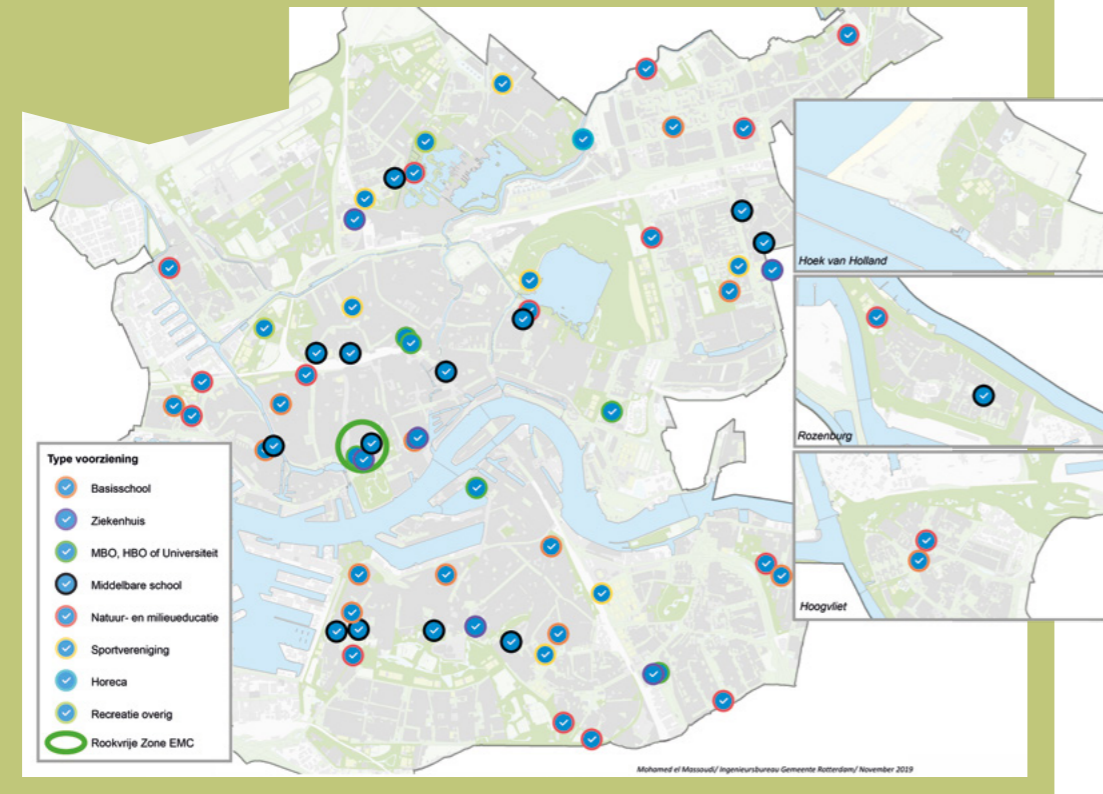 Hoek van Holland
Rozenburg
Hoogvliet
Type voorziening
Basisschool
Ziekenhuis
MBO, HBO of Universiteit
Middelbare school
Natuur- en milieueducatie
Sportvereniging
Horeca
Recreatie overig
Rookvrije Zone EMC
Mohamed el Massoudi/ Ingenieursbureau Gemeente Rotterdam/ November 2019